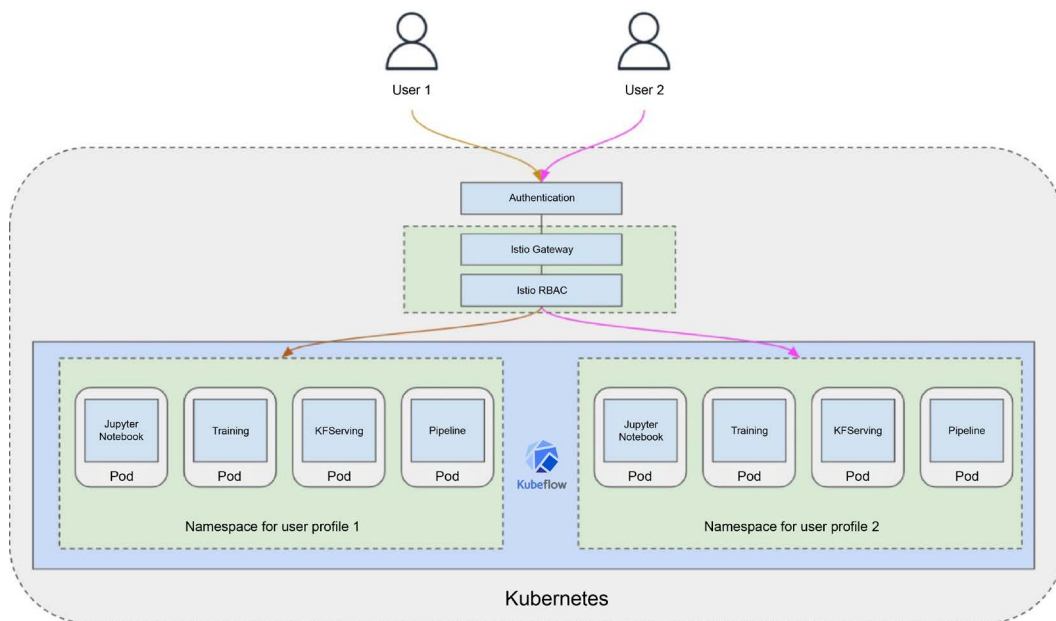 User 1
User 2
Authentication
Istio Gateway
Istio RBAC
Jupyter
Notebook
Pod
Training
Pod
KFServing
Pod
Pipeline
Pod
Namespace for user profile 1
Kubeflow
Jupyter
Notebook
Pod
Training
Pod
KFServing
Pod
Pipeline
Pod
Namespace for user profile 2
Kubernetes